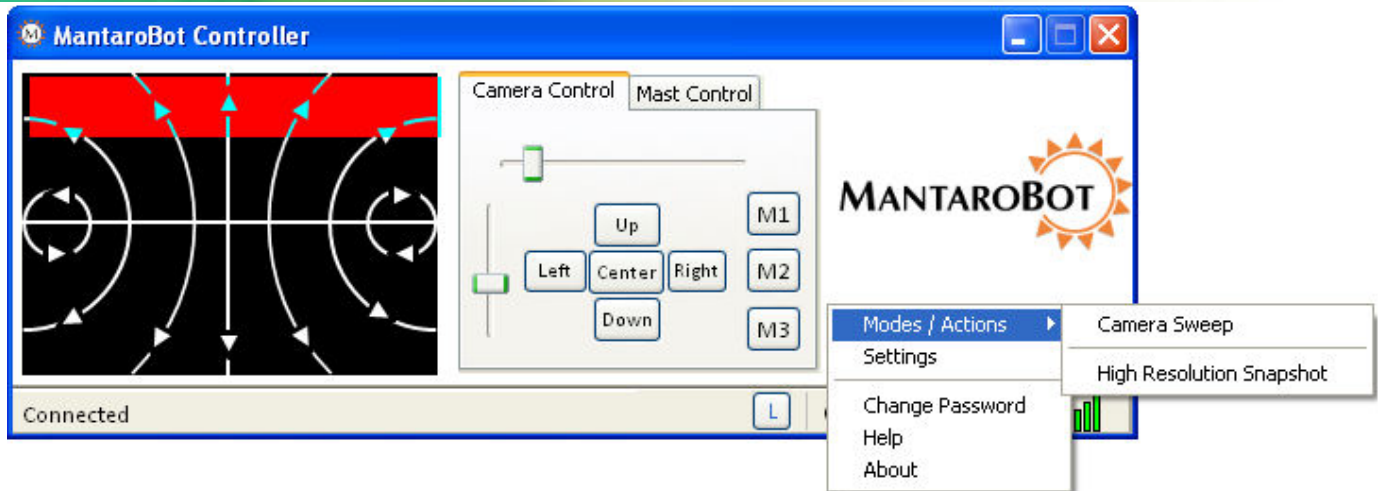 M MantaroBot Controller
Camera Control
Mast Control
Up
Left
Center
Right
Down
M1
M2
M3
MANTAROBOT
Modes / Actions
Settings
Change Password
Help
About
Camera Sweep
High Resolution Snapshot
Connected
L